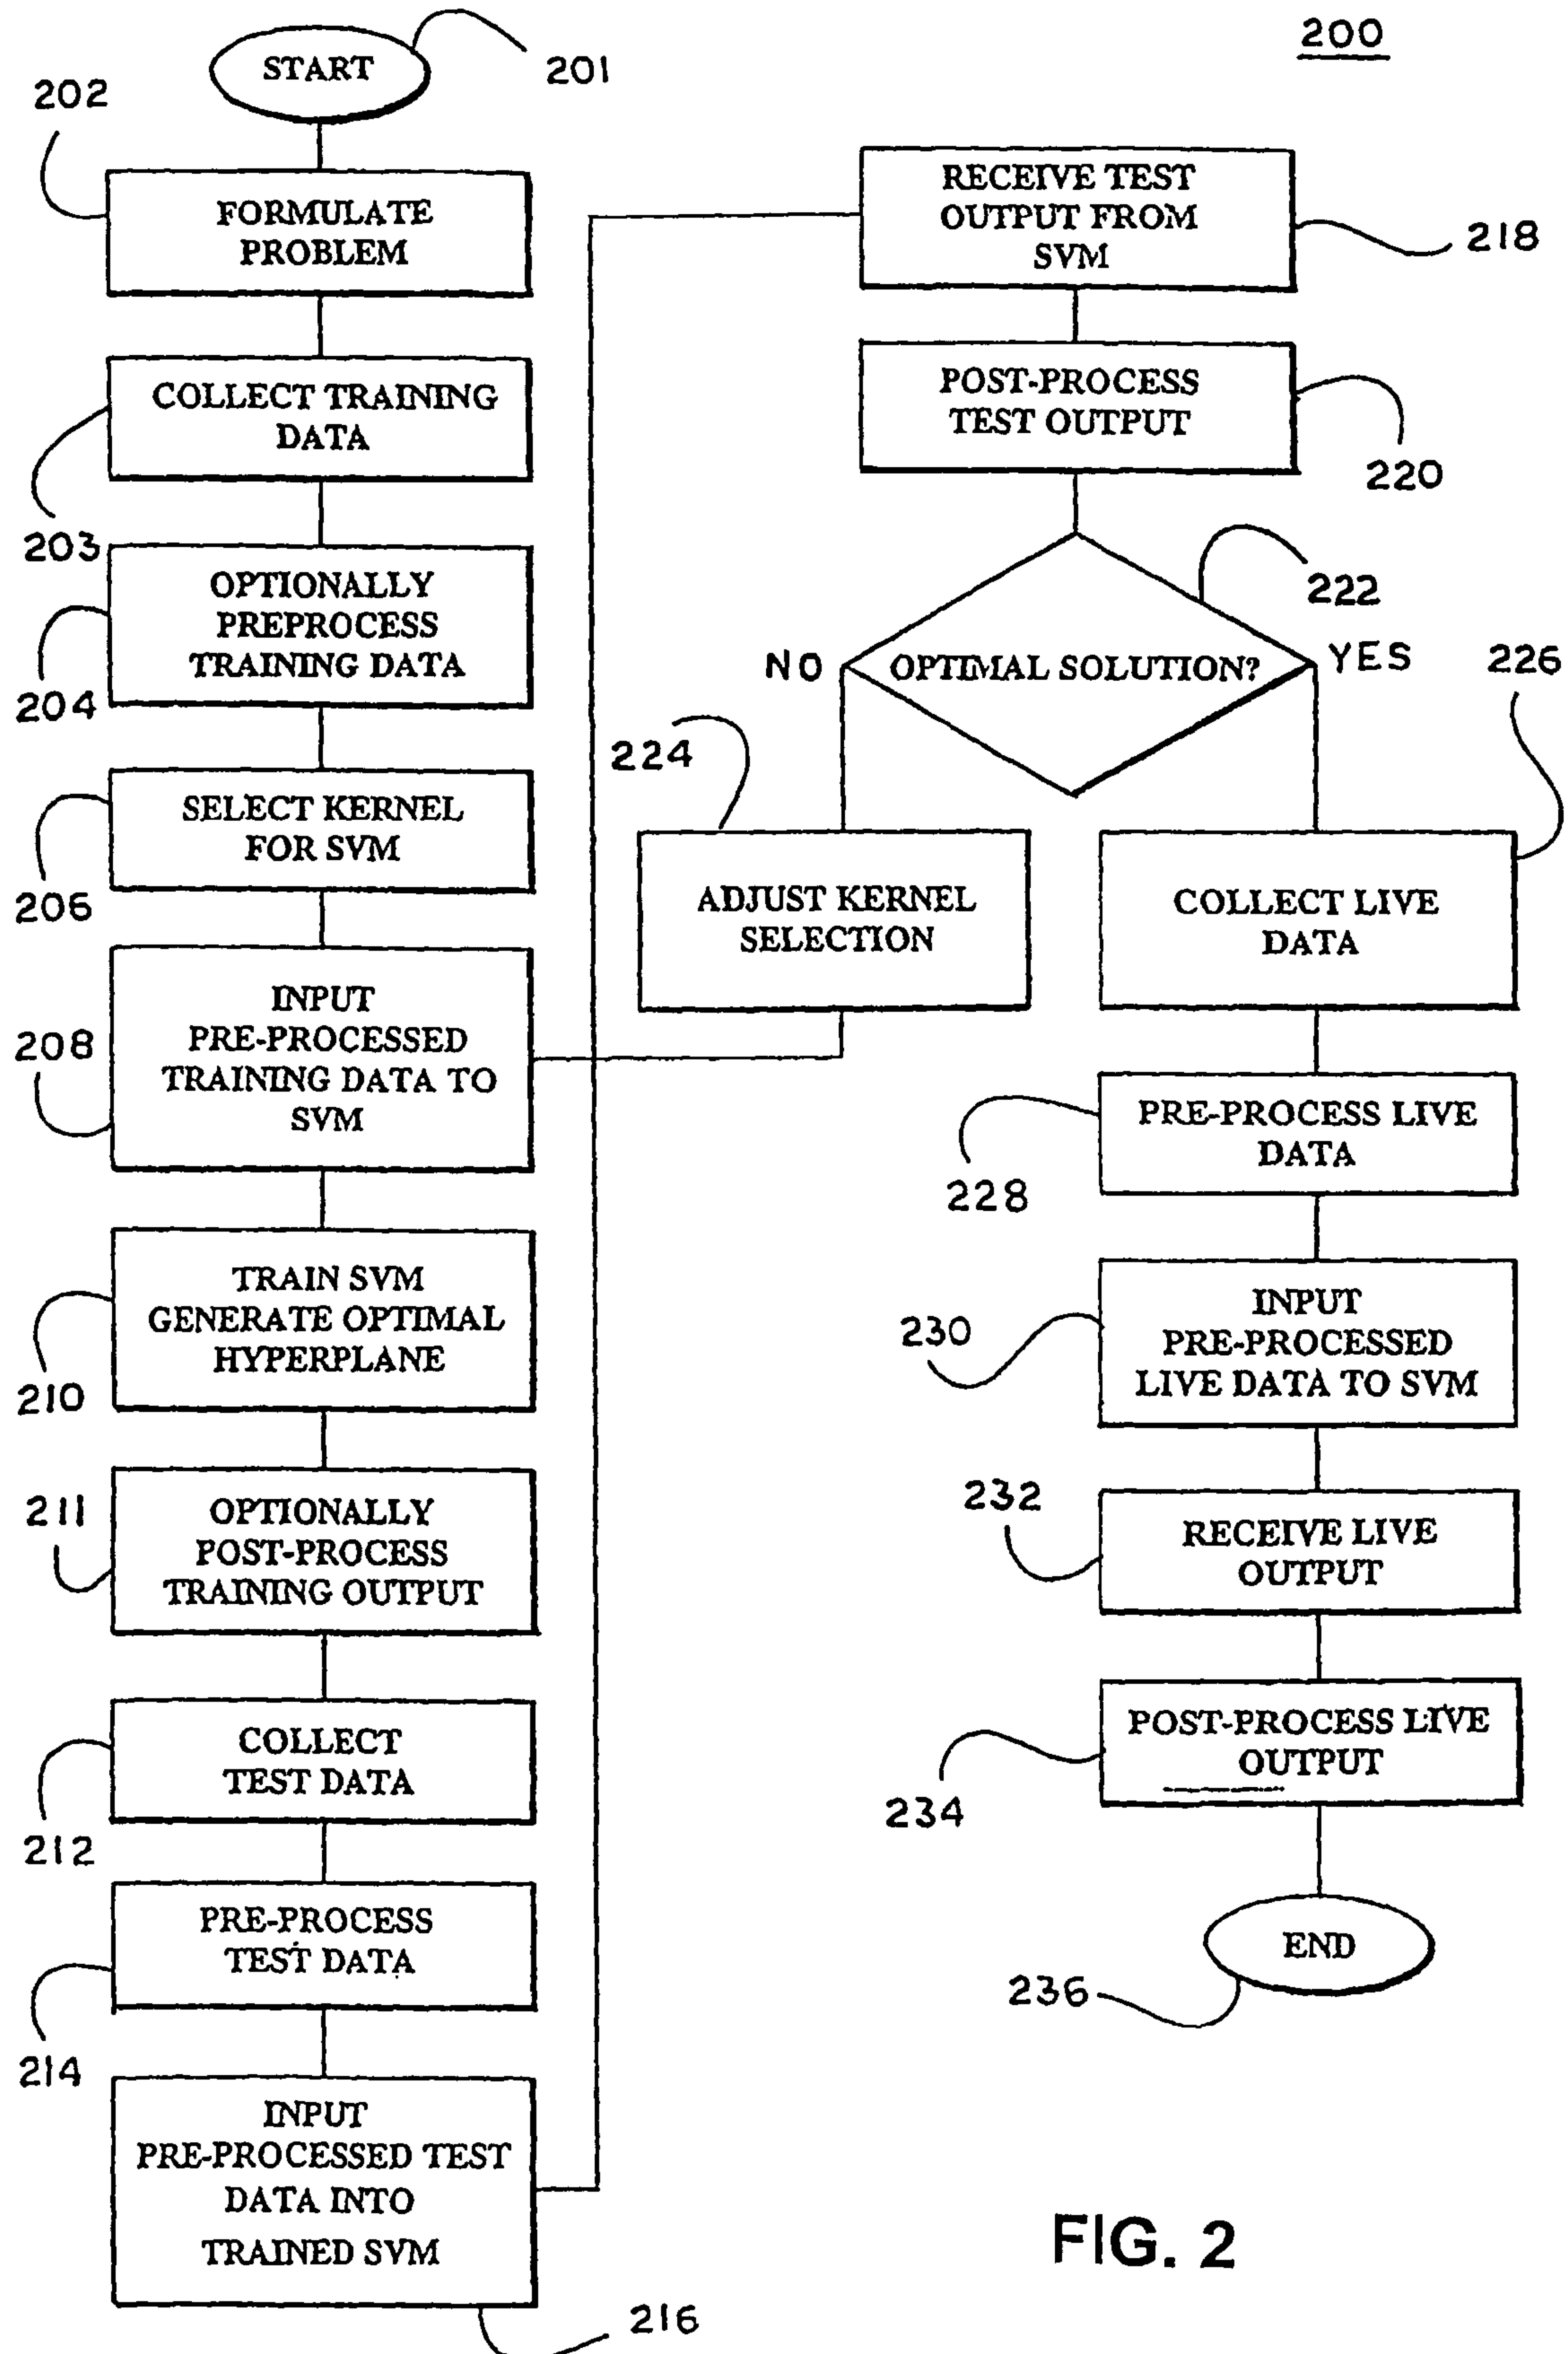 200
START
201
202
FORMULATE
PROBLEM
COLLECT TRAINING
DATA
203
OPTIONALLY
PREPROCESS
TRAINING DATA
204
SELECT KERNEL
FOR SVM
206
INPUT
PRE-PROCESSED
TRAINING DATA TO
SVM
208
TRAIN SVM
GENERATE OPTIMAL
HYPERPLANE
210
211
OPTIONALLY
POST-PROCESS
TRAINING OUTPUT
COLLECT
TEST DATA
212
PRE-PROCESS
TEST DATA
214
INPUT
PRE-PROCESSED TEST
DATA INTO
TRAINED SVM
216
RECEIVE TEST
OUTPUT FROM
SVM
218
POST-PROCESS
TEST OUTPUT
220
222
NO
OPTIMAL SOLUTION?
YES
224
ADJUST KERNEL
SELECTION
226
COLLECT LIVE
DATA
PRE-PROCESS LIVE
DATA
228
INPUT
PRE-PROCESSED
LIVE DATA TO SVM
230
232
RECEIVE LIVE
OUTPUT
POST-PROCESS LIVE
OUTPUT
234
END
236
FIG. 2